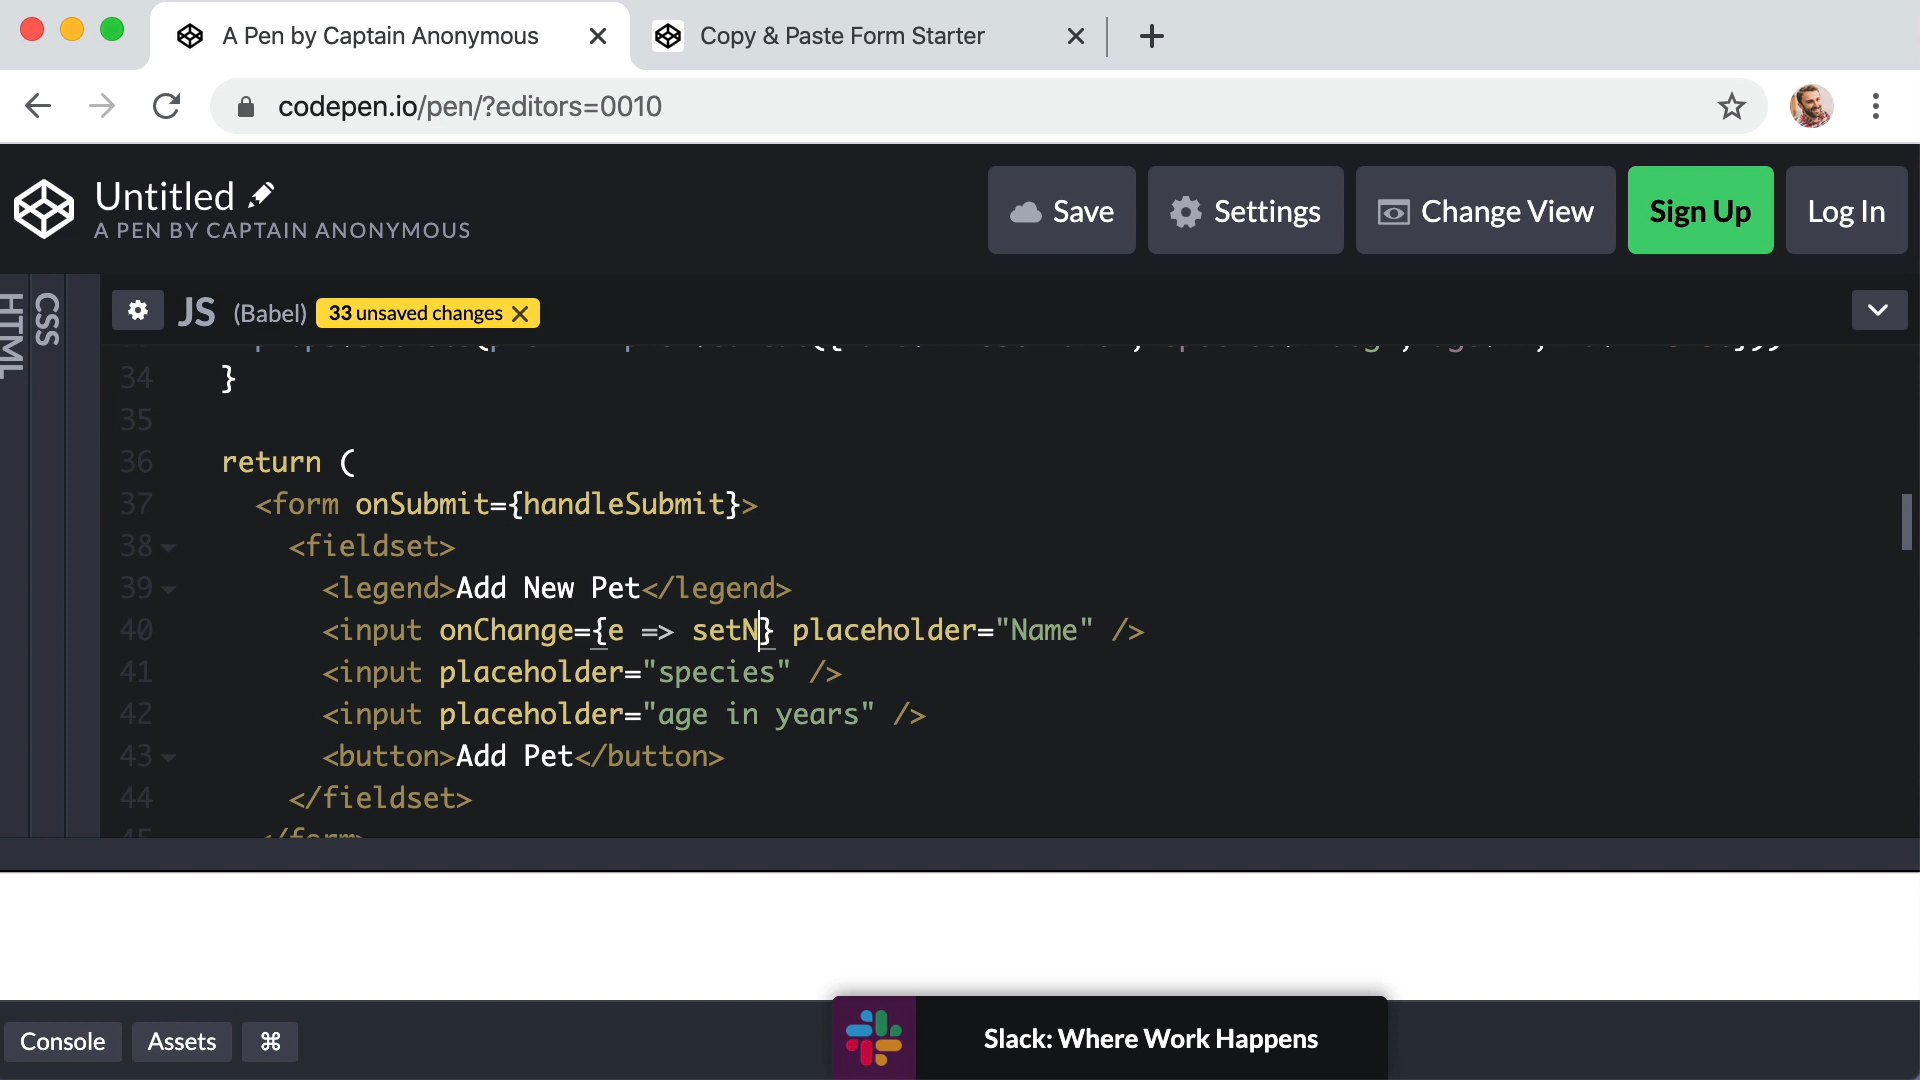 A Pen by Captain Anonymous
Copy & Paste Form Starter
codepen.io/pen/?editors=0010
Untitled
A PEN BY CAPTAIN ANONYMOUS
Save
Settings
Change View
Sign Up
Log In
HTML
CSS
JS (Babel) 33 unsaved changes
34 }
35
36 return (
37 <form onSubmit={handleSubmit}>
38 <fieldset>
39 <legend>Add New Pet</legend>
40 <input onChange={e => setN} placeholder="Name" />
41 <input placeholder="species" />
42 <input placeholder="age in years" />
43 <button>Add Pet</button>
44 </fieldset>
45 </form>
Console
Assets
⌘
Slack: Where Work Happens